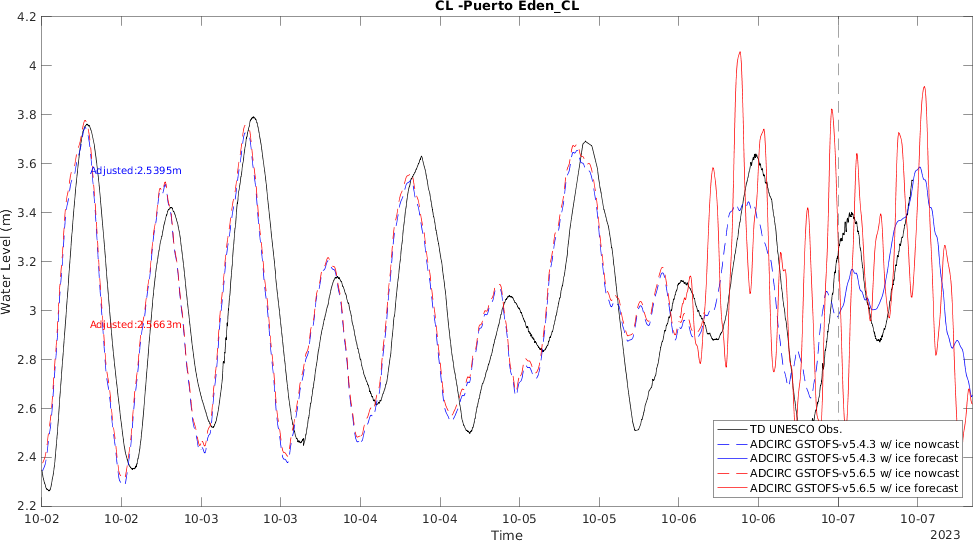 CL -Puerto Eden_CL
Water Level (m)
4.2
4
3.8
3.6
3.4
3.2
3
2.8
2.6
2.4
2.2
Adjusted:2.5395m
Adjusted:2.5663m
TD UNESCO Obs.
ADCIRC GSTOFS-v5.4.3 w/ ice nowcast
ADCIRC GSTOFS-v5.4.3 w/ ice forecast
ADCIRC GSTOFS-v5.6.5 w/ ice nowcast
ADCIRC GSTOFS-v5.6.5 w/ ice forecast
10-02 10-02 10-03 10-03 10-04 10-04 10-05 10-05 10-06 10-06 10-07 10-07
Time
2023